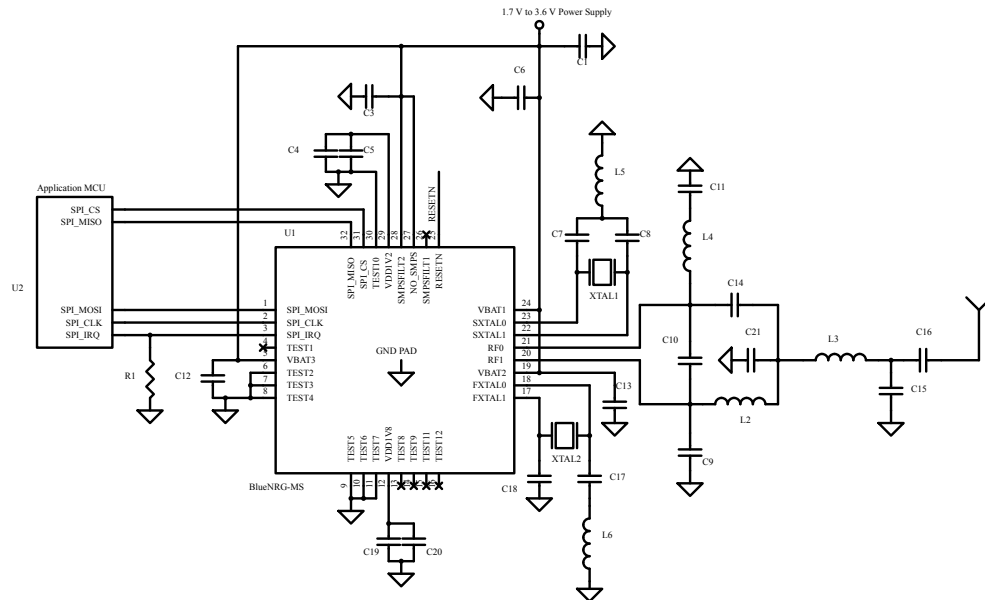 1.7 V to 3.6 V Power Supply
C1
C6
C3
C4
C5
L5
C11
Application MCU
SPI_CS
SPI_MISO
RESETN
U1
32
31
30
29
28
27
26
25
C7
C8
L4
SPI_MISO
SPI_CS
TEST10
VDD1V2
SMPSFILT2
NO_SMPS
SMPSFILT1
RESETN
XTAL1
C14
U2
SPI_MOSI
SPI_CLK
SPI_IRQ
1
2
3
4
5
6
7
8
SPI_MOSI
SPI_CLK
SPI_IRQ
TEST1
VBAT3
TEST2
TEST3
TEST4
GND PAD
VBAT1
SXTAL0
SXTAL1
RF0
RF1
VBAT2
FXTAL0
FXTAL1
24
23
22
21
20
19
18
17
C10
C21
L3
C16
R1
C12
C13
C15
L2
TEST5
TEST6
TEST7
VDD1V8
TEST8
TEST9
TEST11
TEST12
XTAL2
C9
BlueNRG-MS
9
10
11
12
13
C18
C17
C19
C20
L6